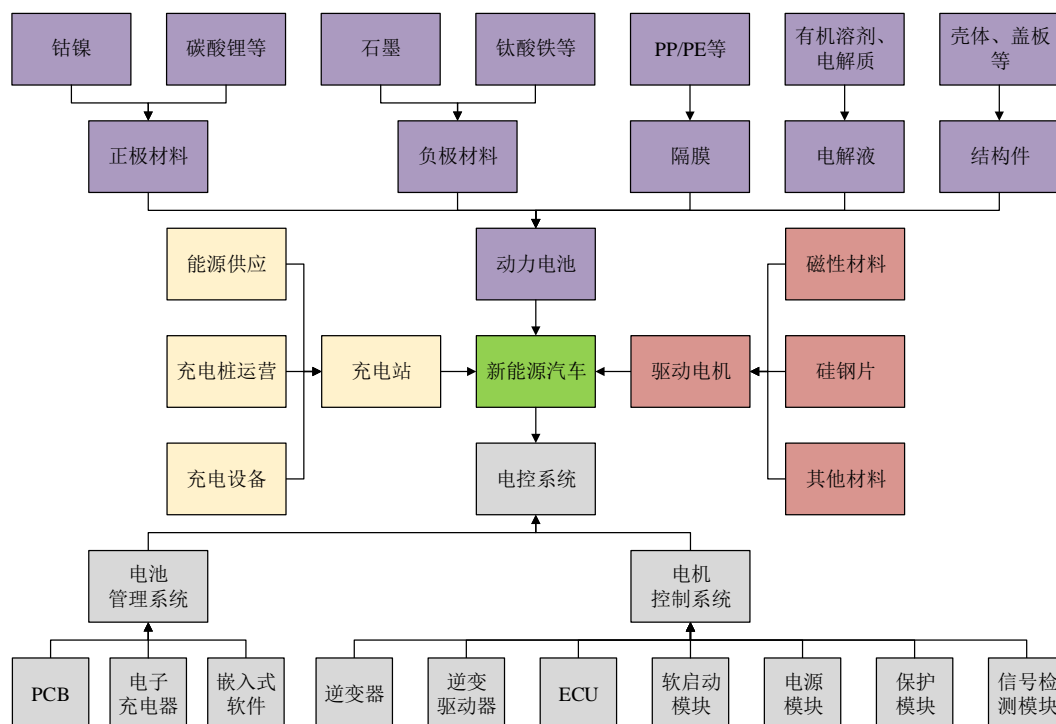 钴镍
碳酸锂等
石墨
钛酸铁等
PP/PE等
有机溶剂、
电解质
壳体、盖板
等
正极材料
负极材料
隔膜
电解液
结构件
能源供应
动力电池
磁性材料
充电桩运营
充电站
新能源汽车
驱动电机
硅钢片
充电设备
电控系统
其他材料
电池
管理系统
电机
控制系统
PCB
电子
充电器
嵌入式
软件
逆变器
逆变
驱动器
ECU
软启动
模块
电源
模块
保护
模块
信号检
测模块